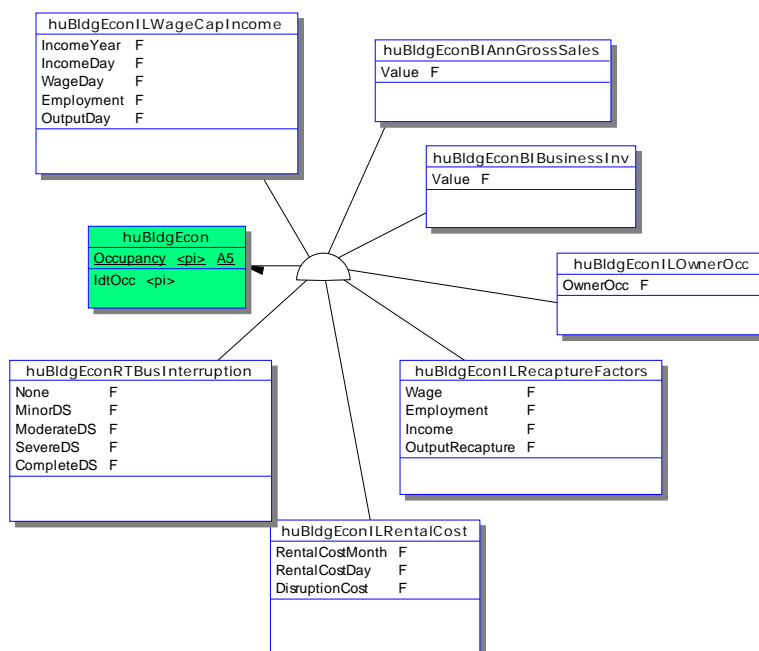 huBldgEconILWageCapIncome
IncomeYear F
IncomeDay F
WageDay F
Employment F
OutputDay F
huBldgEconBIAnnGrossSales
Value F
huBldgEconBIBusinessInv
Value F
huBldgEcon
Occupancy <pi> A5
IdtOcc <pi>
huBldgEconILOwnerOcc
OwnerOcc F
huBldgEconRTBusInterruption
None F
MinorDS F
ModerateDS F
SevereDS F
CompleteDS F
huBldgEconILRecaptureFactors
Wage F
Employment F
Income F
OutputRecapture F
huBldgEconILRentalCost
RentalCostMonth F
RentalCostDay F
DisruptionCost F